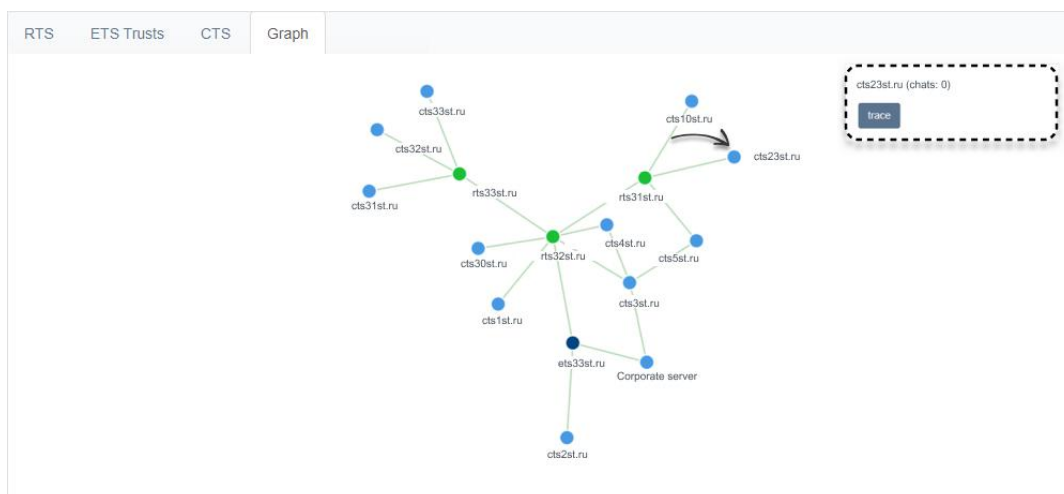 RTS ETS Trusts CTS Graph
cts23st.ru (chats: 0)
trace
cts33st.ru
cts10st.ru
cts32st.ru
cts23st.ru
rts33st.ru
rts31st.ru
cts31st.ru
cts4st.ru
rts32st.ru
cts5st.ru
cts30st.ru
cts3st.ru
cts1st.ru
ets33st.ru
Corporate server
cts2st.ru